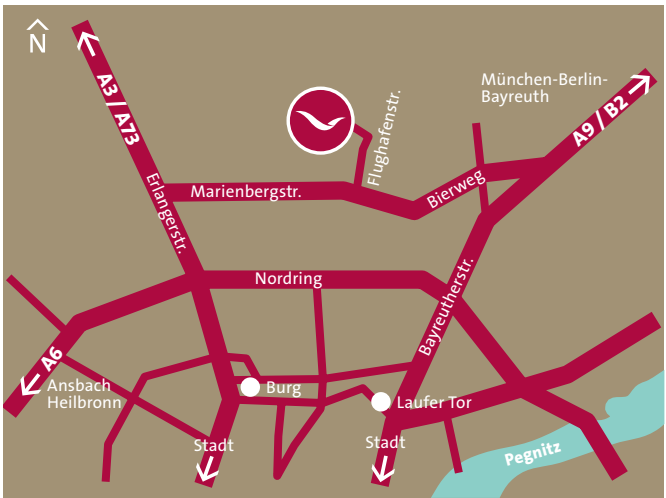 N
A3 / A73
München-Berlin-
Bayreuth
A9 / B2
Flughafenstr.
Marienbergstr.
Bierweg
Erlangerstr.
Nordring
Bayreutherstr.
A6
Ansbach
Heilbronn
Burg
Laufer Tor
Stadt
Stadt
Pegnitz